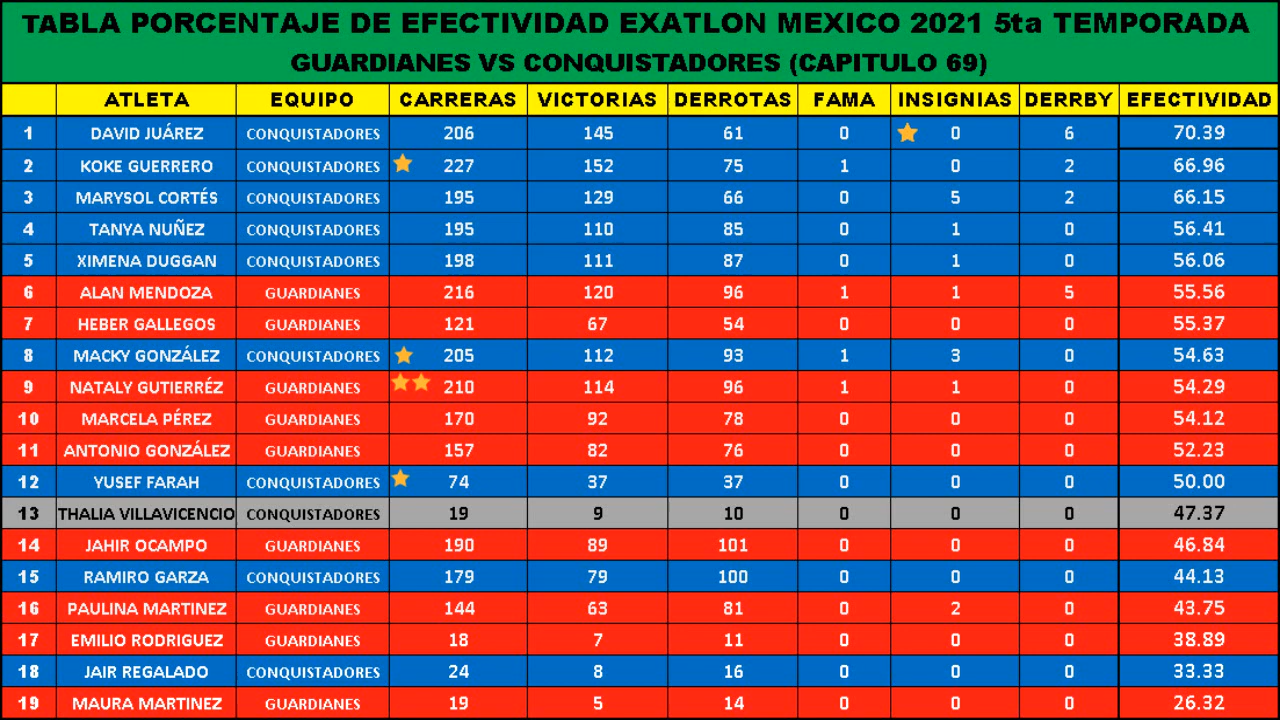 TABLA PORCENTAJE DE EFECTIVIDAD EXATLON MEXICO 2021 5ta TEMPORADA
GUARDIANES VS CONQUISTADORES (CAPITULO 69)
ATLETA EQUIPO CARRERAS VICTORIAS DERROTAS FAMA INSIGNIAS DERRBY EFECTIVIDAD
1 DAVID JUÁREZ CONQUISTADORES 206 145 61 0 0 6 70.39
2 KOKE GUERRERO CONQUISTADORES 227 152 75 1 0 2 66.96
3 MARYSOL CORTÉS CONQUISTADORES 195 129 66 0 5 2 66.15
4 TANYA NUÑEZ CONQUISTADORES 195 110 85 0 1 0 56.41
5 XIMENA DUGGAN CONQUISTADORES 198 111 87 0 1 0 56.06
6 ALAN MENDOZA GUARDIANES 216 120 96 1 1 5 55.56
7 HEBER GALLEGOS GUARDIANES 121 67 54 0 0 0 55.37
8 MACKY GONZÁLEZ CONQUISTADORES 205 112 93 1 3 0 54.63
9 NATALY GUTIERRÉZ GUARDIANES 210 114 96 1 1 0 54.29
10 MARCELA PÉREZ GUARDIANES 170 92 78 0 0 0 54.12
11 ANTONIO GONZÁLEZ GUARDIANES 157 82 76 0 0 0 52.23
12 YUSEF FARAH CONQUISTADORES 74 37 37 0 0 0 50.00
13 THALIA VILLAVICENCIO CONQUISTADORES 19 9 10 0 0 0 47.37
14 JAHIR OCAMPO GUARDIANES 190 89 101 0 0 0 46.84
15 RAMIRO GARZA CONQUISTADORES 179 79 100 0 0 0 44.13
16 PAULINA MARTINEZ GUARDIANES 144 63 81 0 2 0 43.75
17 EMILIO RODRIGUEZ GUARDIANES 18 7 11 0 0 0 38.89
18 JAIR REGALADO CONQUISTADORES 24 8 16 0 0 0 33.33
19 MAURA MARTINEZ GUARDIANES 19 5 14 0 0 0 26.32